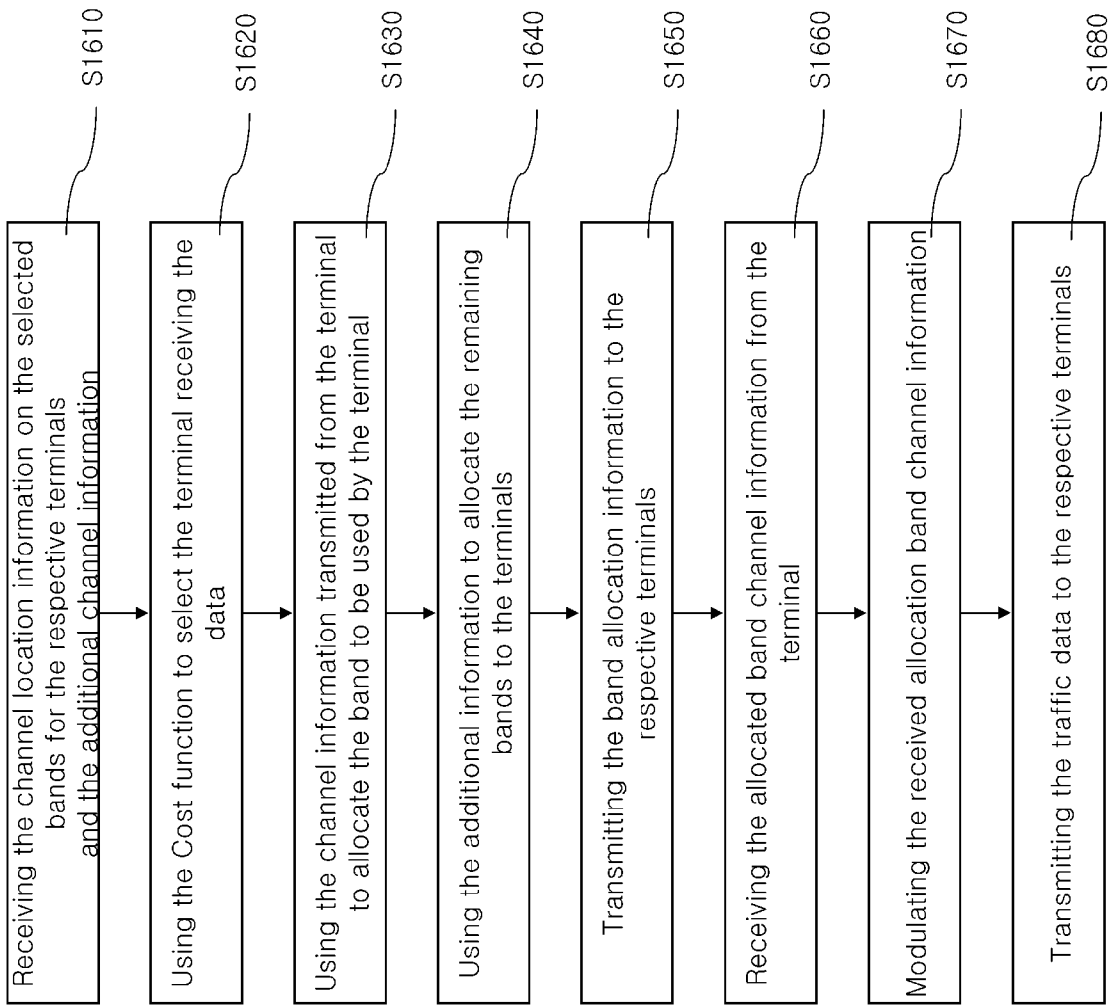 Receiving the channel location information on the selected
bands for the respective terminals
and the additional channel information
S1610
Using the Cost function to select the terminal receiving the
data
S1620
Using the channel information transmitted from the terminal
to allocate the band to be used by the terminal
S1630
Using the additional information to allocate the remaining
bands to the terminals
S1640
Transmitting the band allocation information to the
respective terminals
S1650
Receiving the allocated band channel information from the
terminal
S1660
Modulating the received allocation band channel information
S1670
Transmitting the traffic data to the respective terminals
S1680